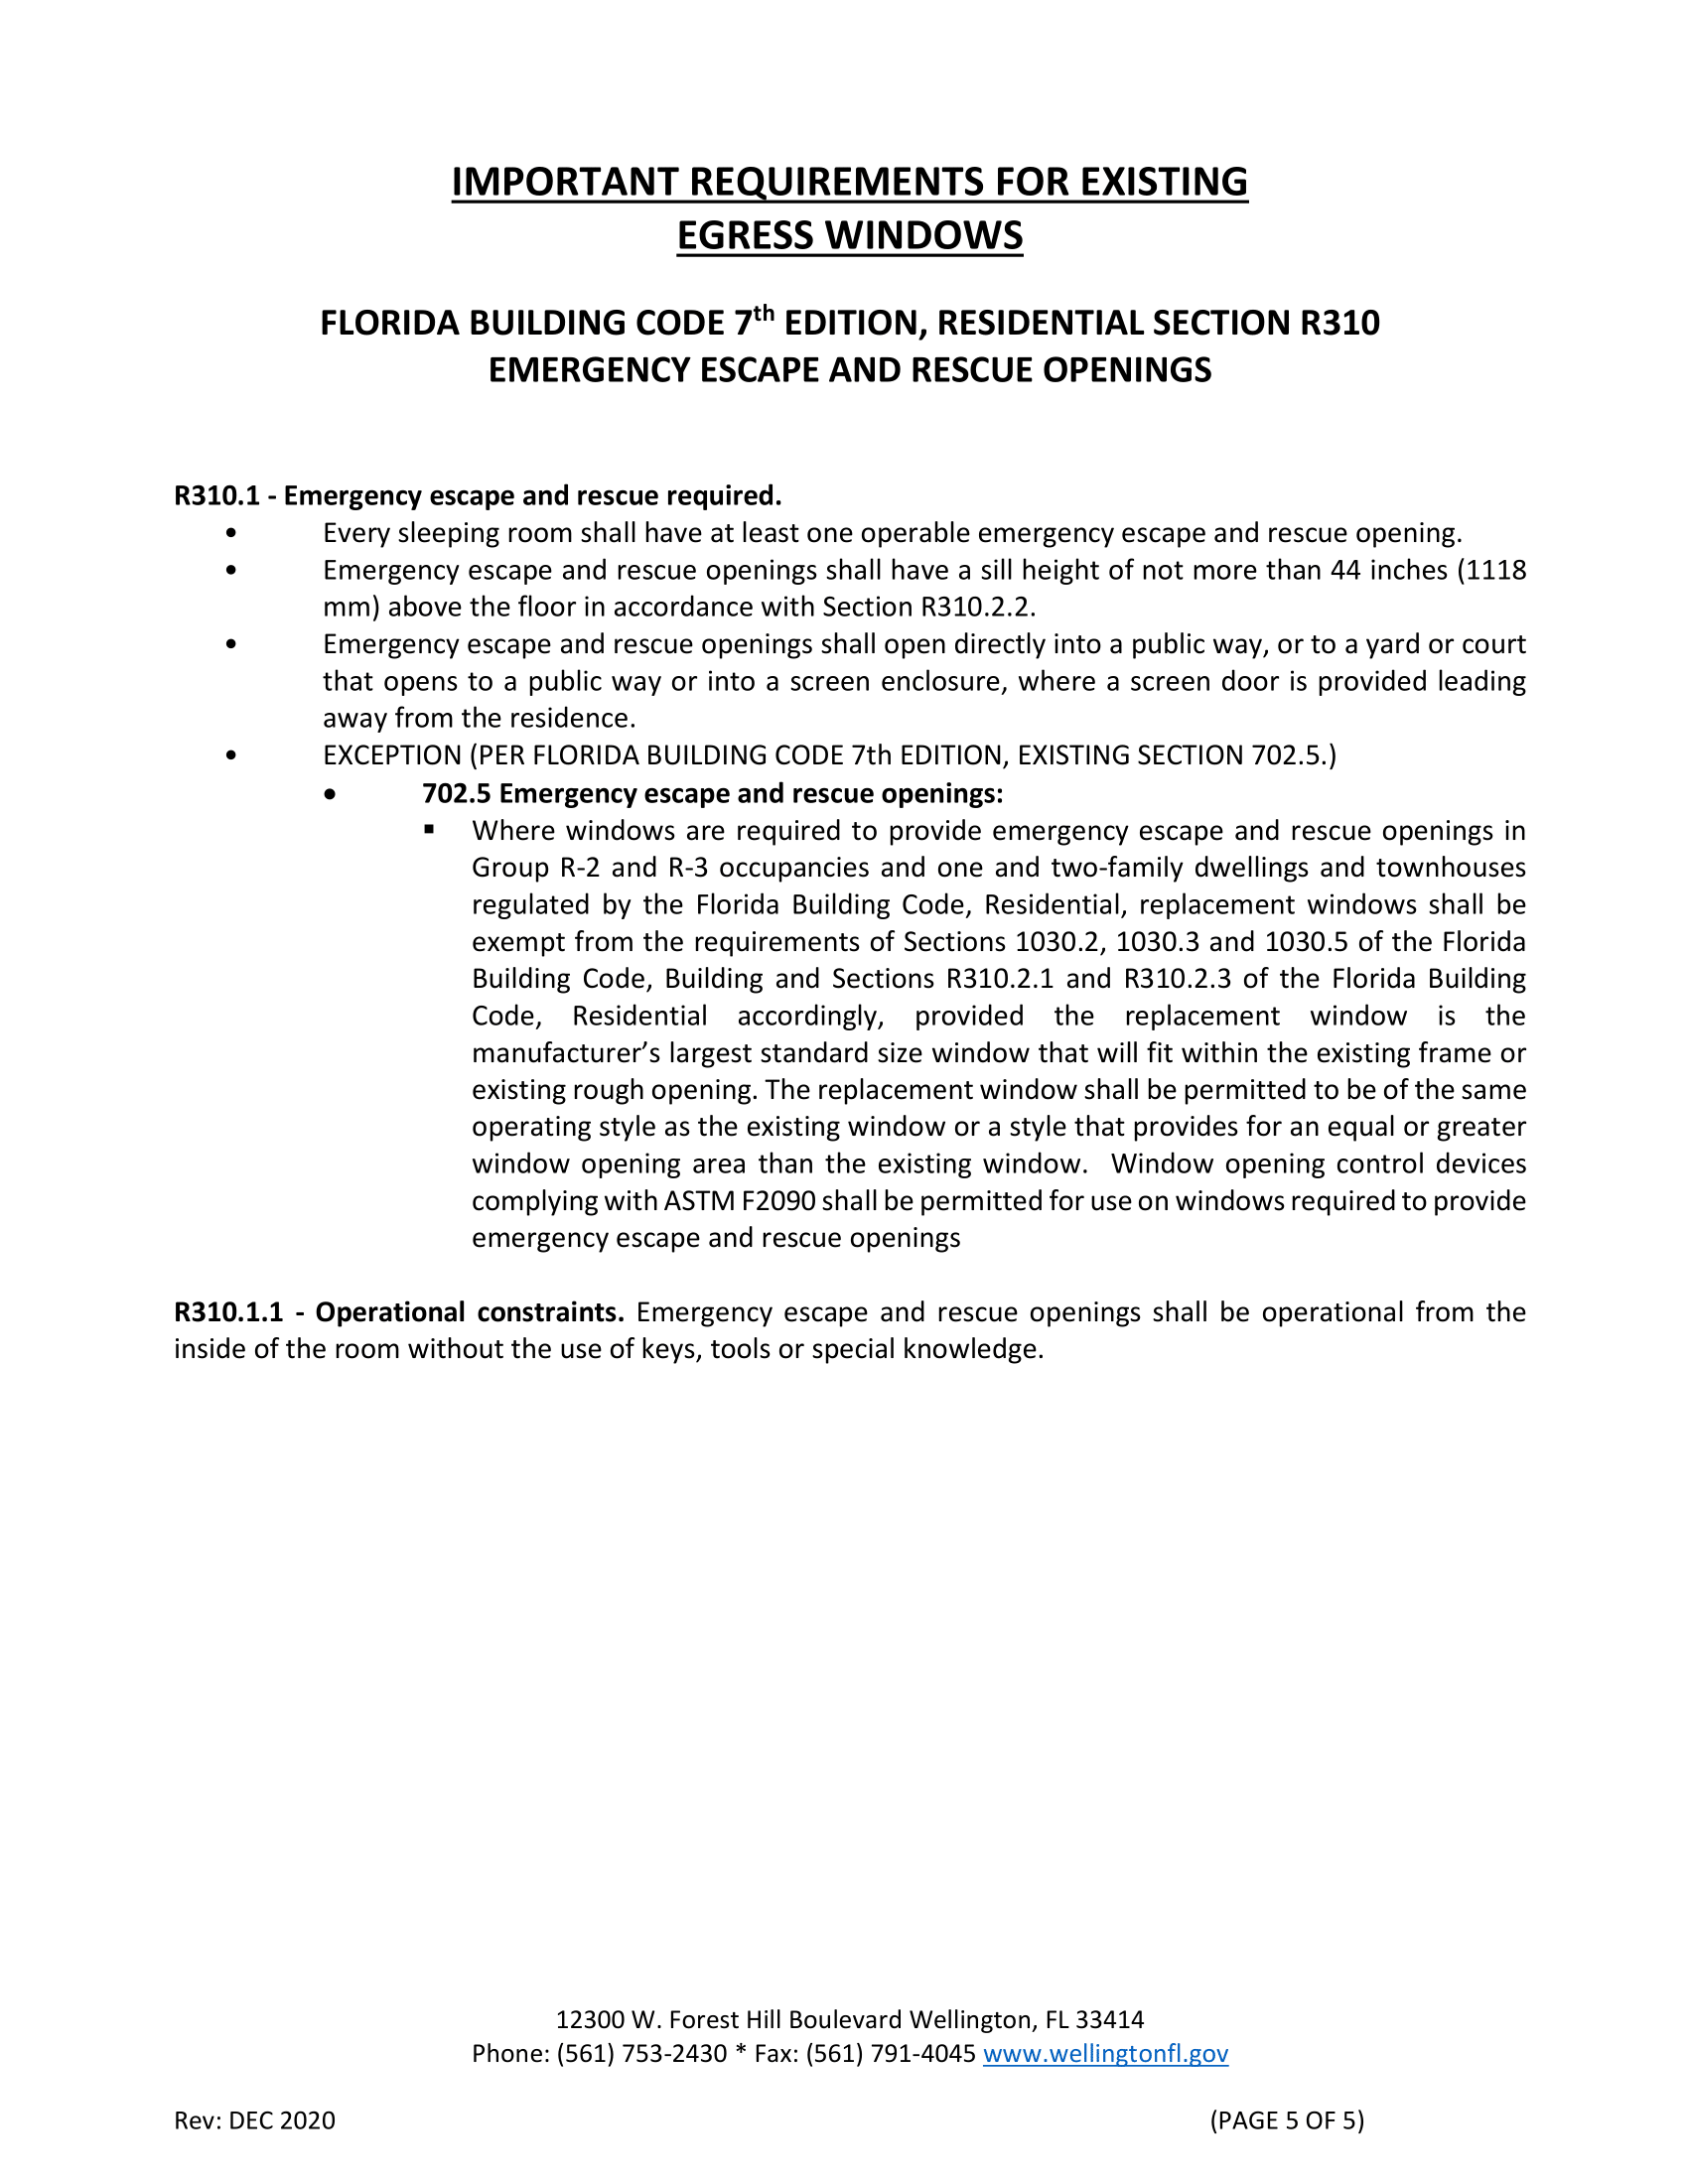 IMPORTANT REQUIREMENTS FOR EXISTING
EGRESS WINDOWS
FLORIDA BUILDING CODE 7th EDITION, RESIDENTIAL SECTION R310
EMERGENCY ESCAPE AND RESCUE OPENINGS
R310.1 - Emergency escape and rescue required.
• Every sleeping room shall have at least one operable emergency escape and rescue opening.
• Emergency escape and rescue openings shall have a sill height of not more than 44 inches (1118
mm) above the floor in accordance with Section R310.2.2.
• Emergency escape and rescue openings shall open directly into a public way, or to a yard or court
that opens to a public way or into a screen enclosure, where a screen door is provided leading
away from the residence.
• EXCEPTION (PER FLORIDA BUILDING CODE 7th EDITION, EXISTING SECTION 702.5.)
• 702.5 Emergency escape and rescue openings:
▪ Where windows are required to provide emergency escape and rescue openings in
Group R-2 and R-3 occupancies and one and two-family dwellings and townhouses
regulated by the Florida Building Code, Residential, replacement windows shall be
exempt from the requirements of Sections 1030.2, 1030.3 and 1030.5 of the Florida
Building Code, Building and Sections R310.2.1 and R310.2.3 of the Florida Building
Code, Residential accordingly, provided the replacement window is the
manufacturer’s largest standard size window that will fit within the existing frame or
existing rough opening. The replacement window shall be permitted to be of the same
operating style as the existing window or a style that provides for an equal or greater
window opening area than the existing window. Window opening control devices
complying with ASTM F2090 shall be permitted for use on windows required to provide
emergency escape and rescue openings
R310.1.1 - Operational constraints. Emergency escape and rescue openings shall be operational from the
inside of the room without the use of keys, tools or special knowledge.
12300 W. Forest Hill Boulevard Wellington, FL 33414
Phone: (561) 753-2430 * Fax: (561) 791-4045 www.wellingtonfl.gov
Rev: DEC 2020 (PAGE 5 OF 5)